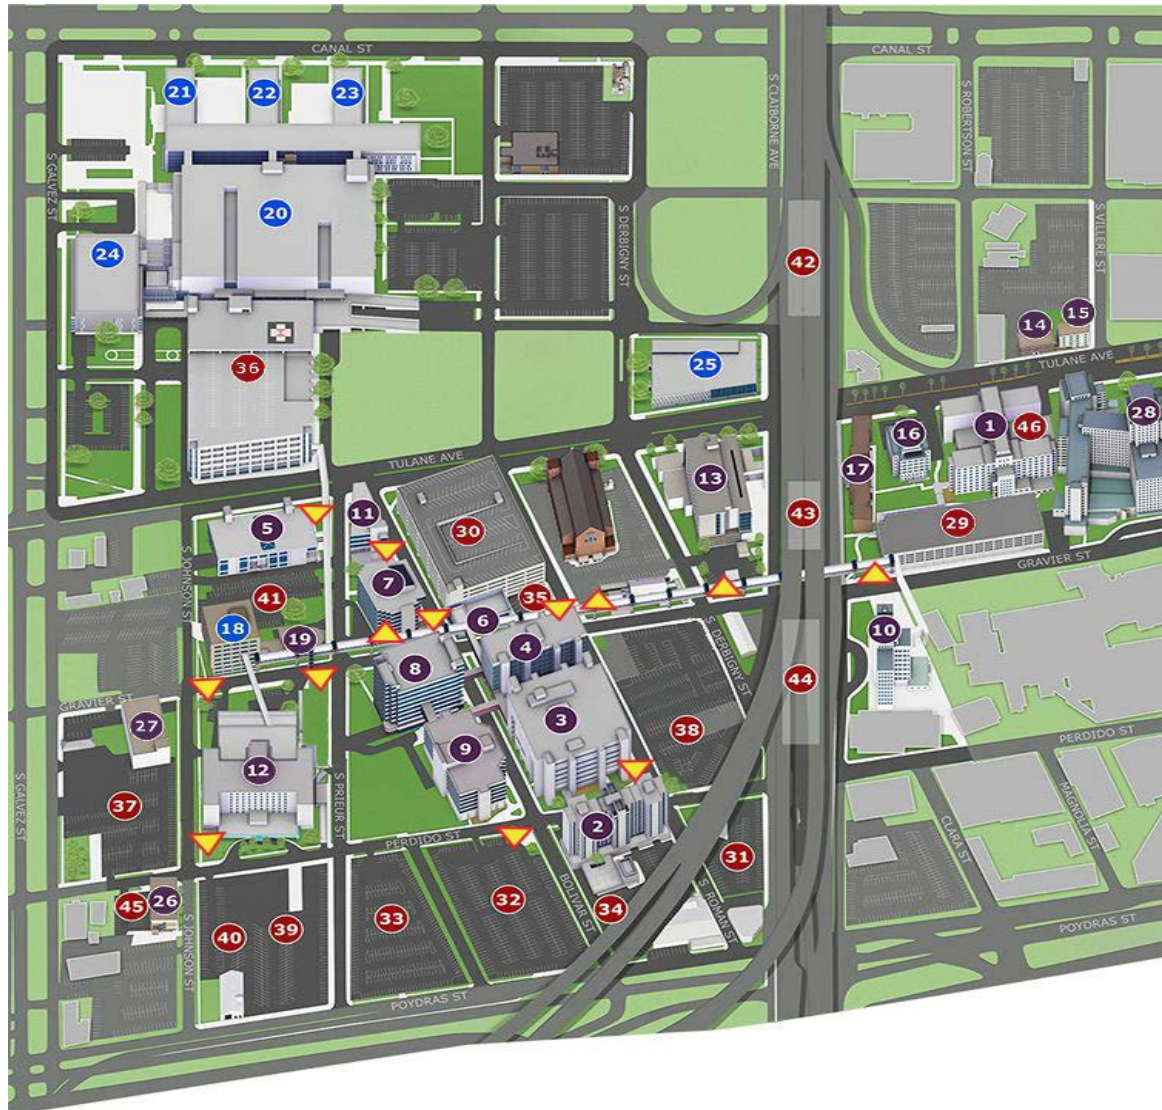 CANAL ST
CANAL ST
21
22
23
S CLAIBORNE AVE
S ROBERTSON ST
S GALVEZ ST
20
S DERBIGNY ST
S VILLERE ST
24
42
14
15
TULANE AVE
36
25
28
1
46
16
TULANE AVE
17
13
11
30
43
29
5
GRAVIER ST
S JOHNSON ST
7
41
35
6
18
19
4
10
S DERBIGNY ST
8
44
GRAVIER ST
3
27
38
9
PERDIDO ST
12
S GALVEZ ST
37
S PRIEUR ST
MAGNOLIA ST
2
PERDIDO ST
CLARA ST
31
45
26
BOLIVAR ST
S ROMAN ST
32
34
33
POYDRAS ST
39
40
S JOHNSON ST
POYDRAS ST